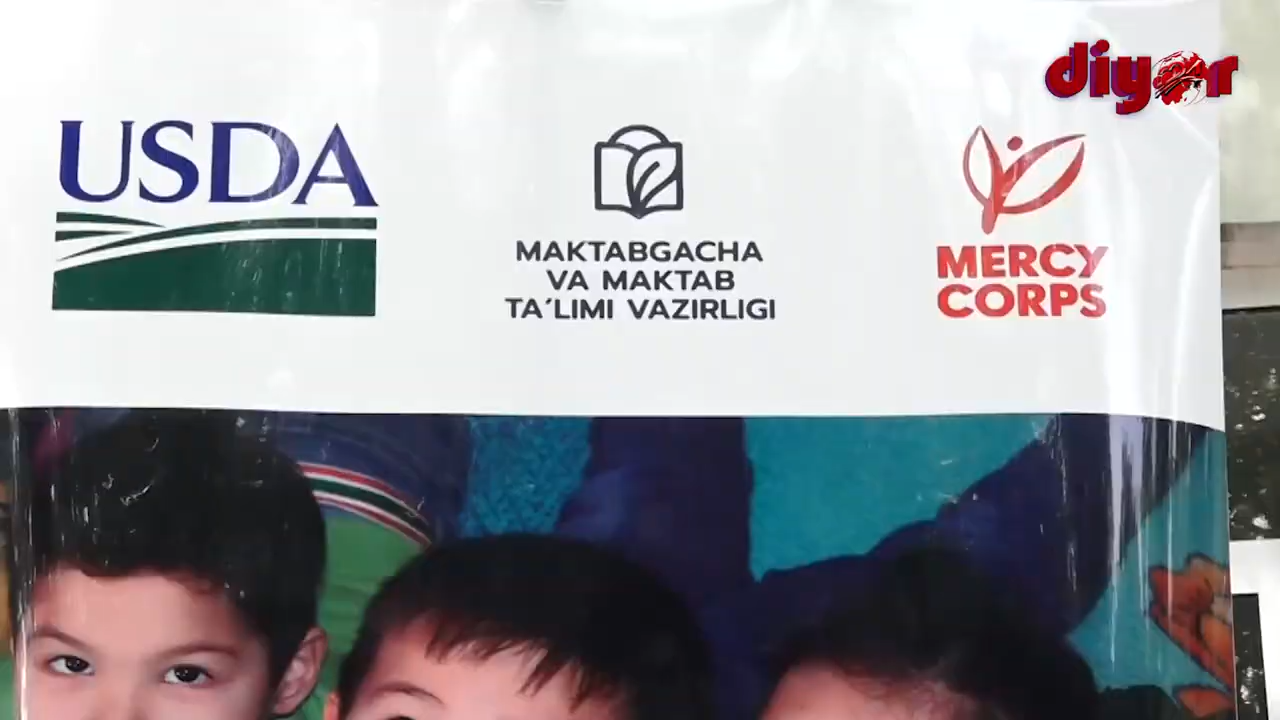 diyor
USDA
MAKTABGACHA
VA MAKTAB
TA´LIMI VAZIRLIGI
MERCY
CORPS